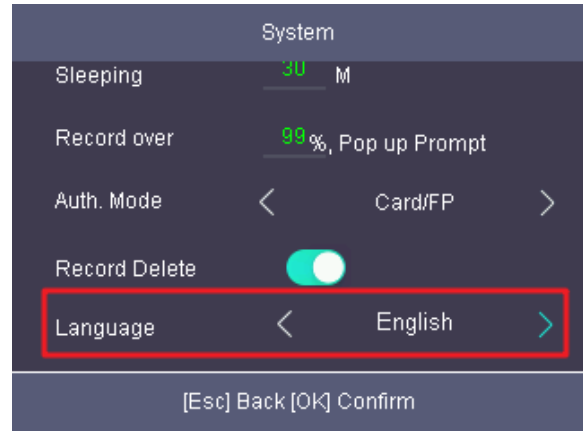 System
Sleeping 30 M
Record over 99 %, Pop up Prompt
Auth. Mode < Card/FP >
Record Delete
Language < English >
[Esc] Back [OK] Confirm